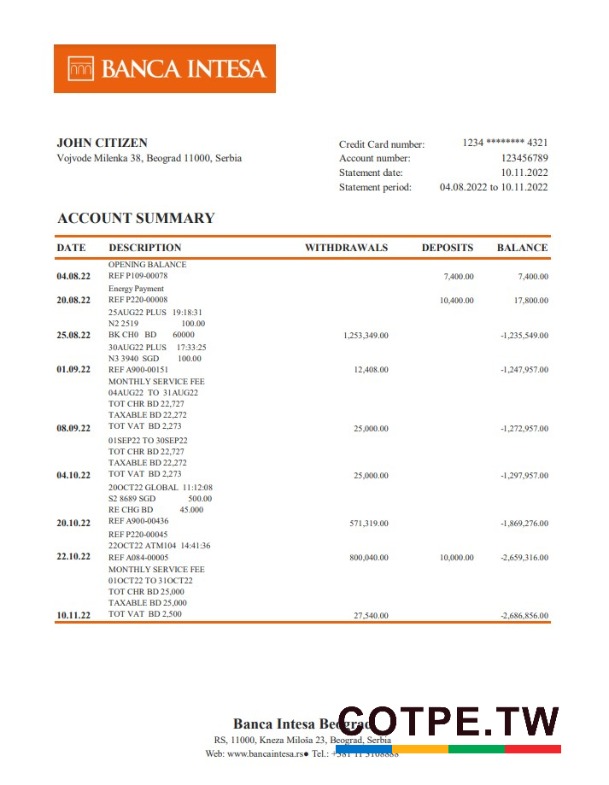 BANCA INTESA
JOHN CITIZEN
Vojvode Milenka 38, Beograd 11000, Serbia
Credit Card number: 1234 ******** 4321
Account number: 123456789
Statement date: 10.11.2022
Statement period: 04.08.2022 to 10.11.2022
ACCOUNT SUMMARY
DATE DESCRIPTION WITHDRAWALS DEPOSITS BALANCE
OPENING BALANCE
04.08.22 REF P109-00078 7,400.00 7,400.00
Energy Payment
20.08.22 REF P220-00008 10,400.00 17,800.00
25AUG22 PLUS 19:18:31
N2 2519 100.00
25.08.22 BK CH0 BD 60000 1,253,349.00 -1,235,549.00
30AUG22 PLUS 17:33:25
N3 3940 SGD 100.00
01.09.22 REF A900-00151 12,408.00 -1,247,957.00
MONTHLY SERVICE FEE
04AUG22 TO 31AUG22
TOT CHR BD 22,727
TAXABLE BD 22,272
08.09.22 TOT VAT BD 2,273 25,000.00 -1,272,957.00
01SEP22 TO 30SEP22
TOT CHR BD 22,727
TAXABLE BD 22,272
04.10.22 TOT VAT BD 2,273 25,000.00 -1,297,957.00
20OCT22 GLOBAL 11:12:08
S2 8689 SGD 500.00
RE CHG BD 45.000
20.10.22 REF A900-00436 571,319.00 -1,869,276.00
REF P220-00045
22OCT22 ATM104 14:41:36
22.10.22 REF A084-00005 800,040.00 10,000.00 -2,659,316.00
MONTHLY SERVICE FEE
01OCT22 TO 31OCT22
TOT CHR BD 25,000
TAXABLE BD 25,000
10.11.22 TOT VAT BD 2,500 27,540.00 -2,686,856.00
Banca Intesa Beograd
COTPE.TW
RS, 11000, Kneza Miloša 23, Beograd, Serbia
Web: www.bancaintesa.rs● Tel.: +381 11 3108888